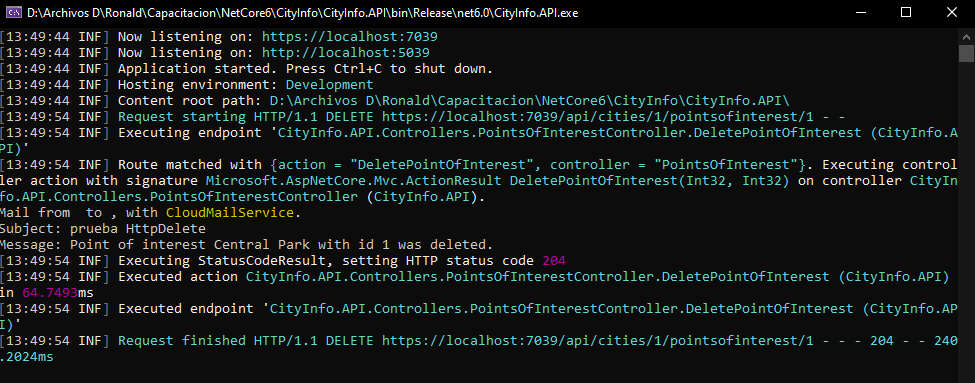 D:\Archivos D\Ronald\Capacitacion\NetCore6\CityInfo\CityInfo.API\bin\Release\net6.0\CityInfo.API.exe
[13:49:44 INF] Now listening on: https://localhost:7039
[13:49:44 INF] Now listening on: http://localhost:5039
[13:49:44 INF] Application started. Press Ctrl+C to shut down.
[13:49:44 INF] Hosting environment: Development
[13:49:44 INF] Content root path: D:\Archivos D\Ronald\Capacitacion\NetCore6\CityInfo\CityInfo.API\
[13:49:54 INF] Request starting HTTP/1.1 DELETE https://localhost:7039/api/cities/1/pointsofinterest/1 - -
[13:49:54 INF] Executing endpoint 'CityInfo.API.Controllers.PointsOfInterestController.DeletePointOfInterest (CityInfo.A
PI)'
[13:49:54 INF] Route matched with {action = "DeletePointOfInterest", controller = "PointsOfInterest"}. Executing control
ler action with signature Microsoft.AspNetCore.Mvc.ActionResult DeletePointOfInterest(Int32, Int32) on controller CityIn
fo.API.Controllers.PointsOfInterestController (CityInfo.API).
Mail from  to , with CloudMailService.
Subject: prueba HttpDelete
Message: Point of interest Central Park with id 1 was deleted.
[13:49:54 INF] Executing StatusCodeResult, setting HTTP status code 204
[13:49:54 INF] Executed action CityInfo.API.Controllers.PointsOfInterestController.DeletePointOfInterest (CityInfo.API)
in 64.7493ms
[13:49:54 INF] Executed endpoint 'CityInfo.API.Controllers.PointsOfInterestController.DeletePointOfInterest (CityInfo.AP
I)'
[13:49:54 INF] Request finished HTTP/1.1 DELETE https://localhost:7039/api/cities/1/pointsofinterest/1 - - - 204 - - 240
.2024ms